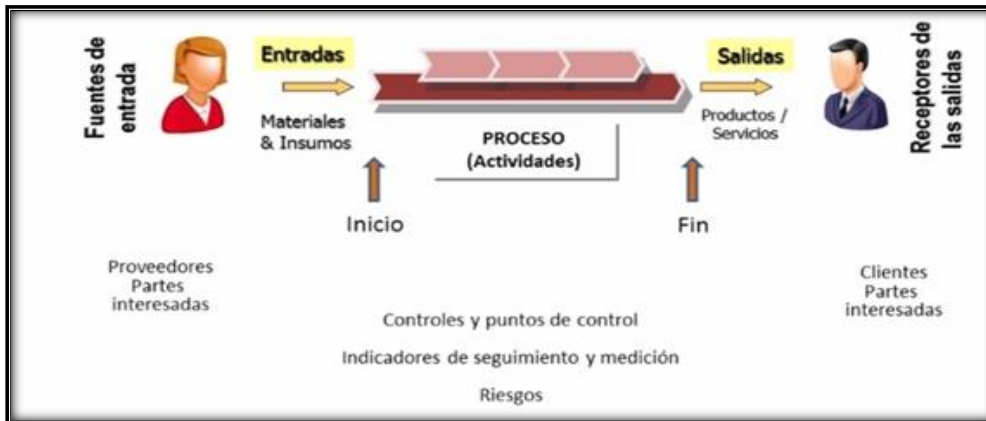 Fuentes de
entrada
Entradas
Materiales
& Insumos
PROCESO
(Actividades)
Salidas
Productos /
Servicios
Receptores de
las salidas
Inicio
Fin
Proveedores
Partes
interesadas
Clientes
Partes
interesadas
Controles y puntos de control
Indicadores de seguimiento y medición
Riesgos